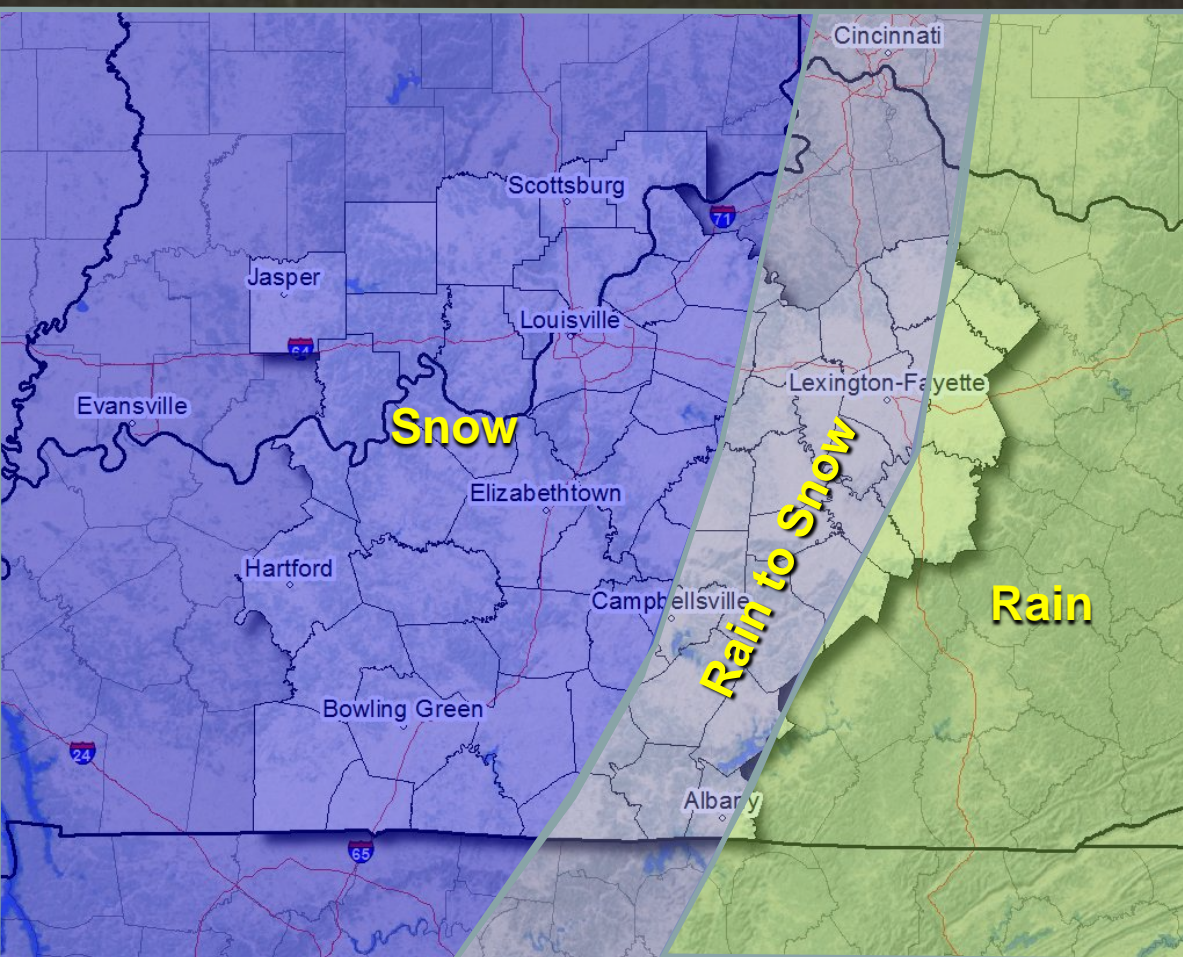 Cincinnati
Scottsburg
71
Jasper
Louisville
64
Lexington-Fayette
Evansville
Snow
Elizabethtown
Rain to Snow
Hartford
Campbellsville
Rain
Bowling Green
24
Albany
65